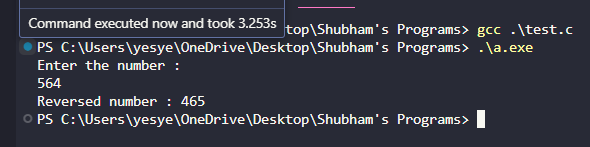 Command executed now and took 3.253s
top\Shubham's Programs> gcc .\test.c
PS C:\Users\yesye\OneDrive\Desktop\Shubham's Programs> .\a.exe
Enter the number :
564
Reversed number : 465
PS C:\Users\yesye\OneDrive\Desktop\Shubham's Programs>